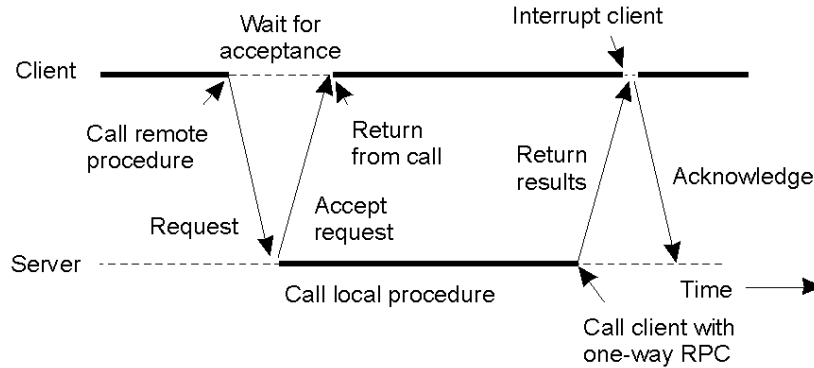 Interrupt client
Wait for
acceptance
Client
Call remote
procedure
Return
from call
Return
results
Acknowledge
Request
Accept
request
Server
Call local procedure
Time
Call client with
one-way RPC